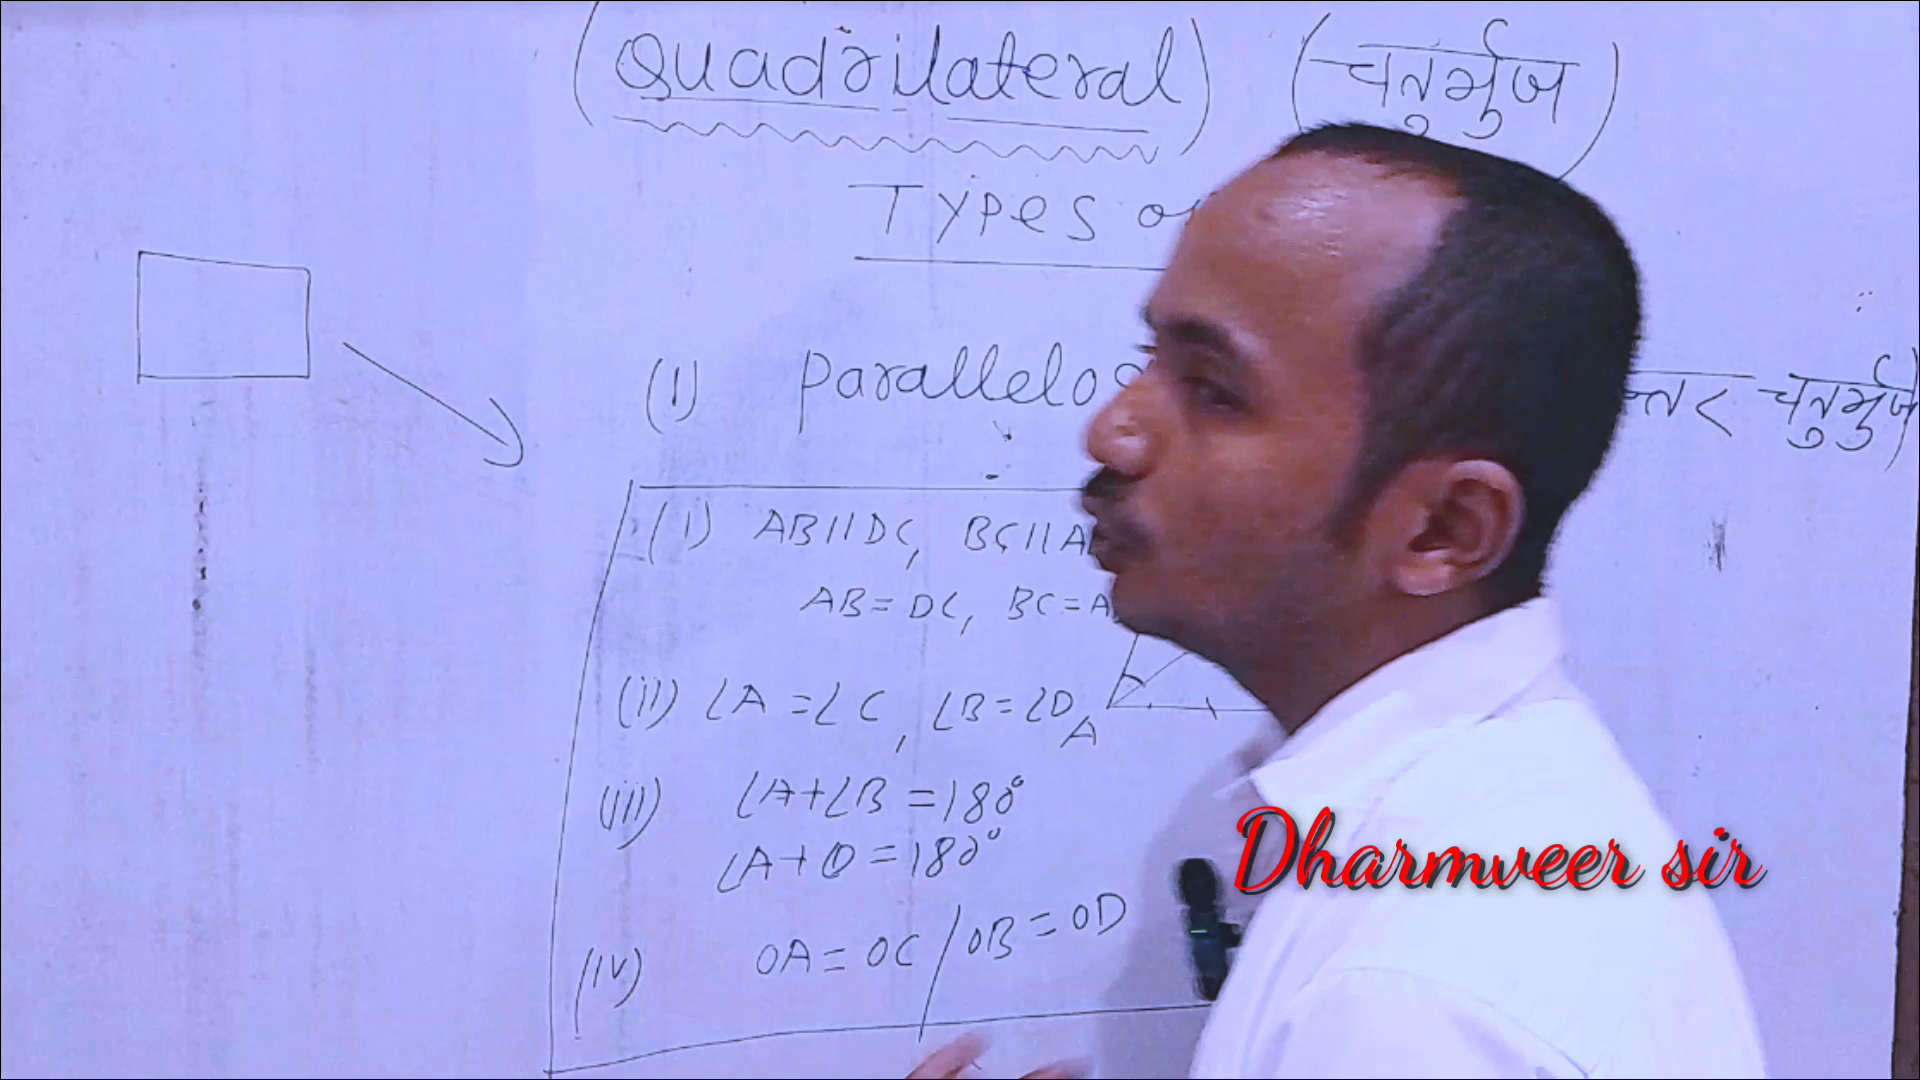 (Quadrilateral) (चतुर्भुज)
Types
(1) Parallelo चतुर्भुज)
(i) AB//DC, BC//A
AB=DC, BC=A
(ii) ∠A=∠C, ∠B=∠D
A
(iii) ∠A+∠B=180°
∠A+D=180°
(iv) OA=OC/OB=OD
Dharmveer sir